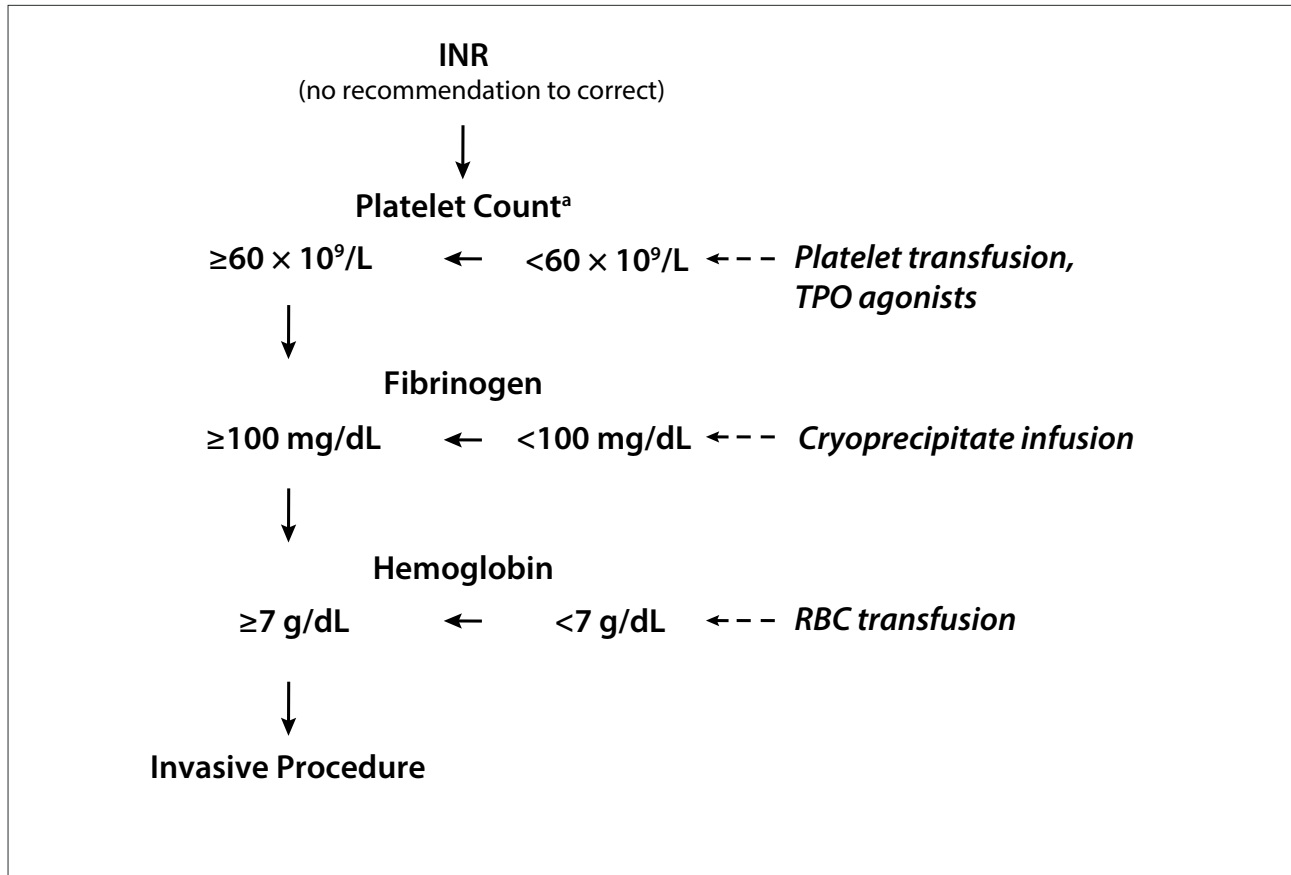 INR
(no recommendation to correct)
Platelet Countᵃ
≥60 × 10⁹/L <60 × 10⁹/L Platelet transfusion,
TPO agonists
Fibrinogen
≥100 mg/dL <100 mg/dL Cryoprecipitate infusion
Hemoglobin
≥7 g/dL <7 g/dL RBC transfusion
Invasive Procedure